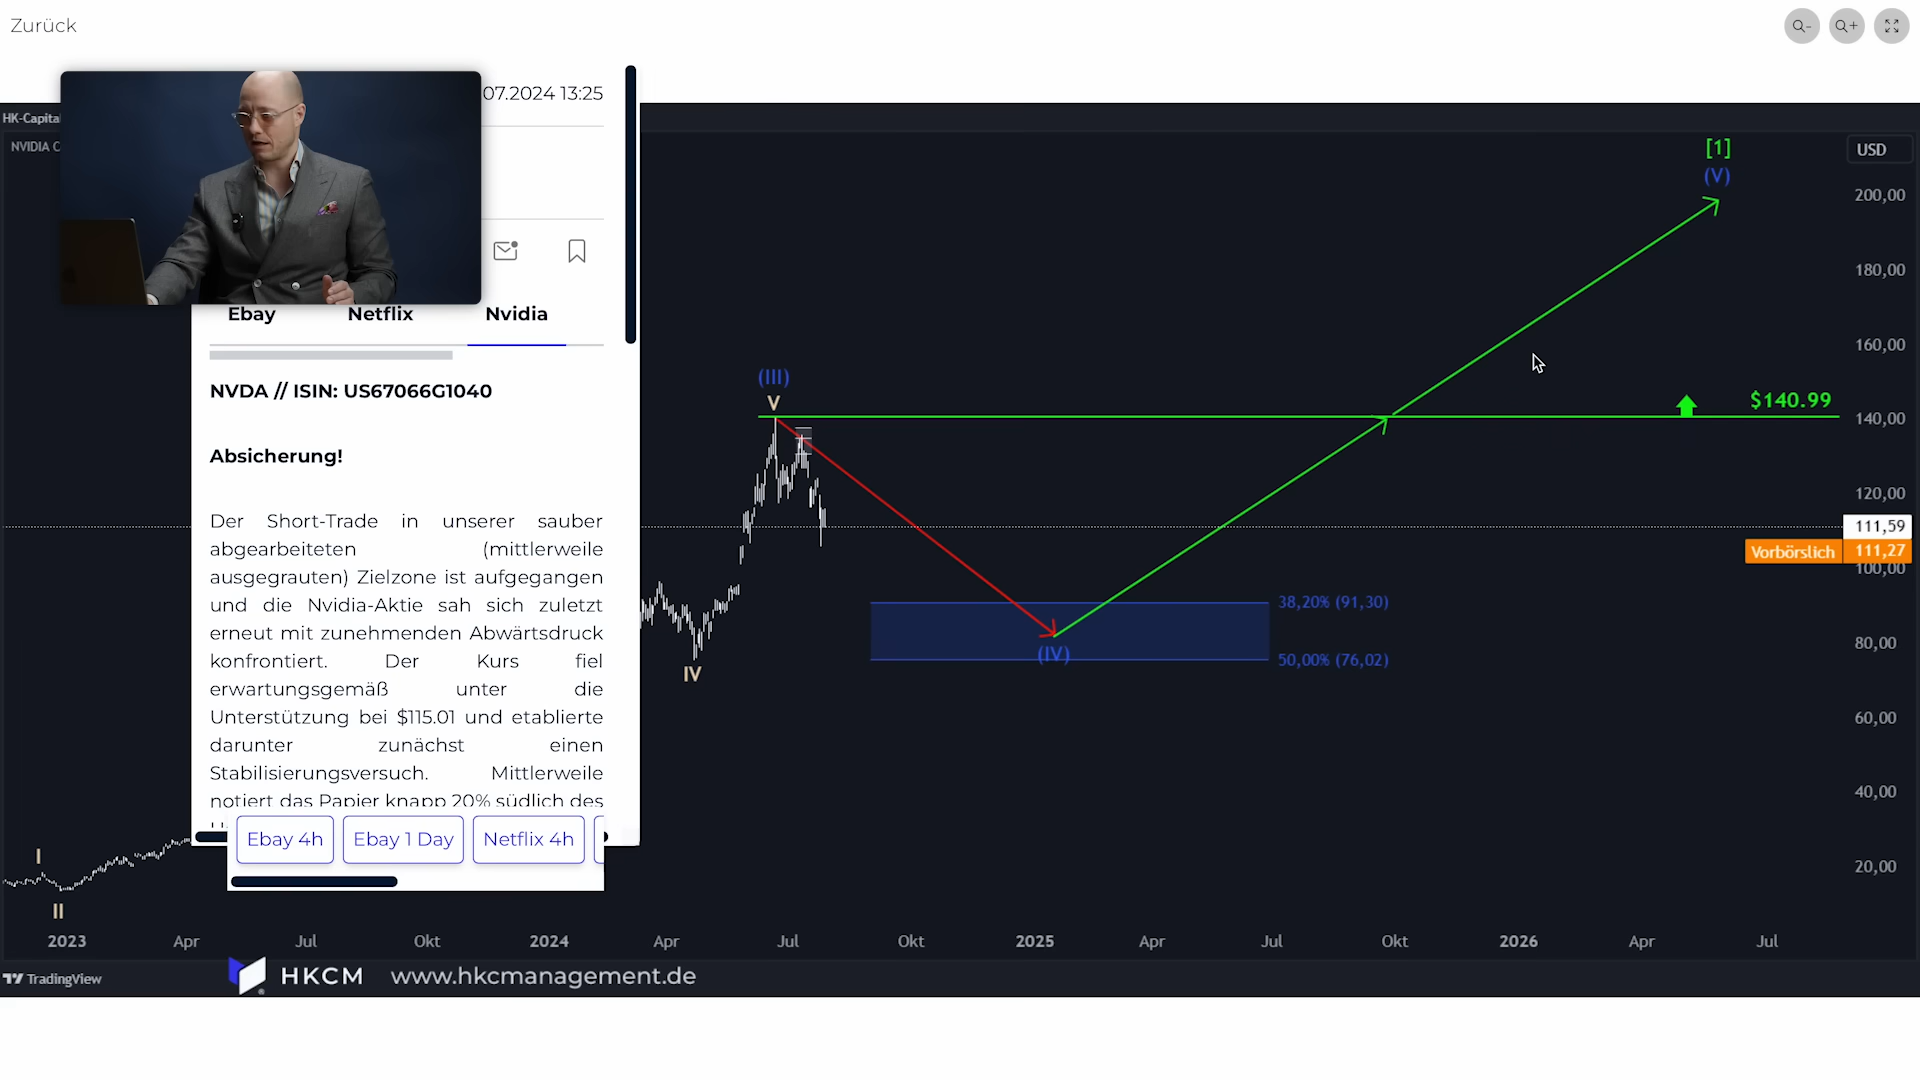 Zurück
07.2024 13:25
HK-Capita
NVIDIA C
Ebay Netflix Nvidia
NVDA // ISIN: US67066G1040
Absicherung!
Der Short-Trade in unserer sauber
abgearbeiteten (mittlerweile
ausgegrauten) Zielzone ist aufgegangen
und die Nvidia-Aktie sah sich zuletzt
erneut mit zunehmenden Abwärtsdruck
konfrontiert. Der Kurs fiel
erwartungsgemäß unter die
Unterstützung bei $115.01 und etablierte
darunter zunächst einen
Stabilisierungsversuch. Mittlerweile
notiert das Papier knapp 20% südlich des
Ebay 4h Ebay 1 Day Netflix 4h
[1]
(V)
USD
200,00
180,00
160,00
(III)
V
$140.99
140,00
120,00
111,59
Vorbörslich 111,27
100,00
38,20% (91,30)
80,00
(IV)
50,00% (76,02)
IV
60,00
40,00
20,00
I
II
2023 Apr Jul Okt 2024 Apr Jul Okt 2025 Apr Jul Okt 2026 Apr Jul
TradingView
HKCM www.hkcmanagement.de